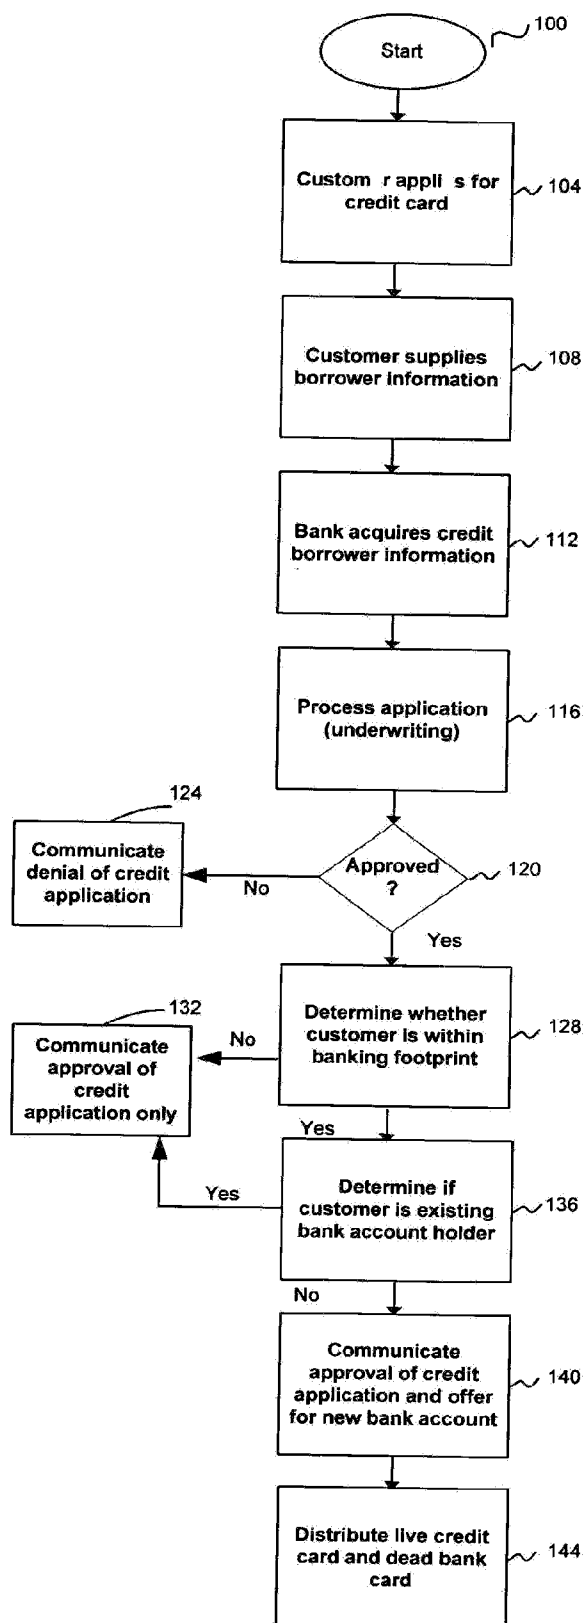 Start
100
Custom r appli s for
credit card
104
Customer supplies
borrower information
108
Bank acquires credit
borrower information
112
Process application
(underwriting)
116
124
Communicate
denial of credit
application
No
Approved
?
120
Yes
132
Communicate
approval of
credit
application only
No
Determine whether
customer is within
banking footprint
128
Yes
Yes
Determine if
customer is existing
bank account holder
136
No
Communicate
approval of credit
application and offer
for new bank account
140
Distribute live credit
card and dead bank
card
144